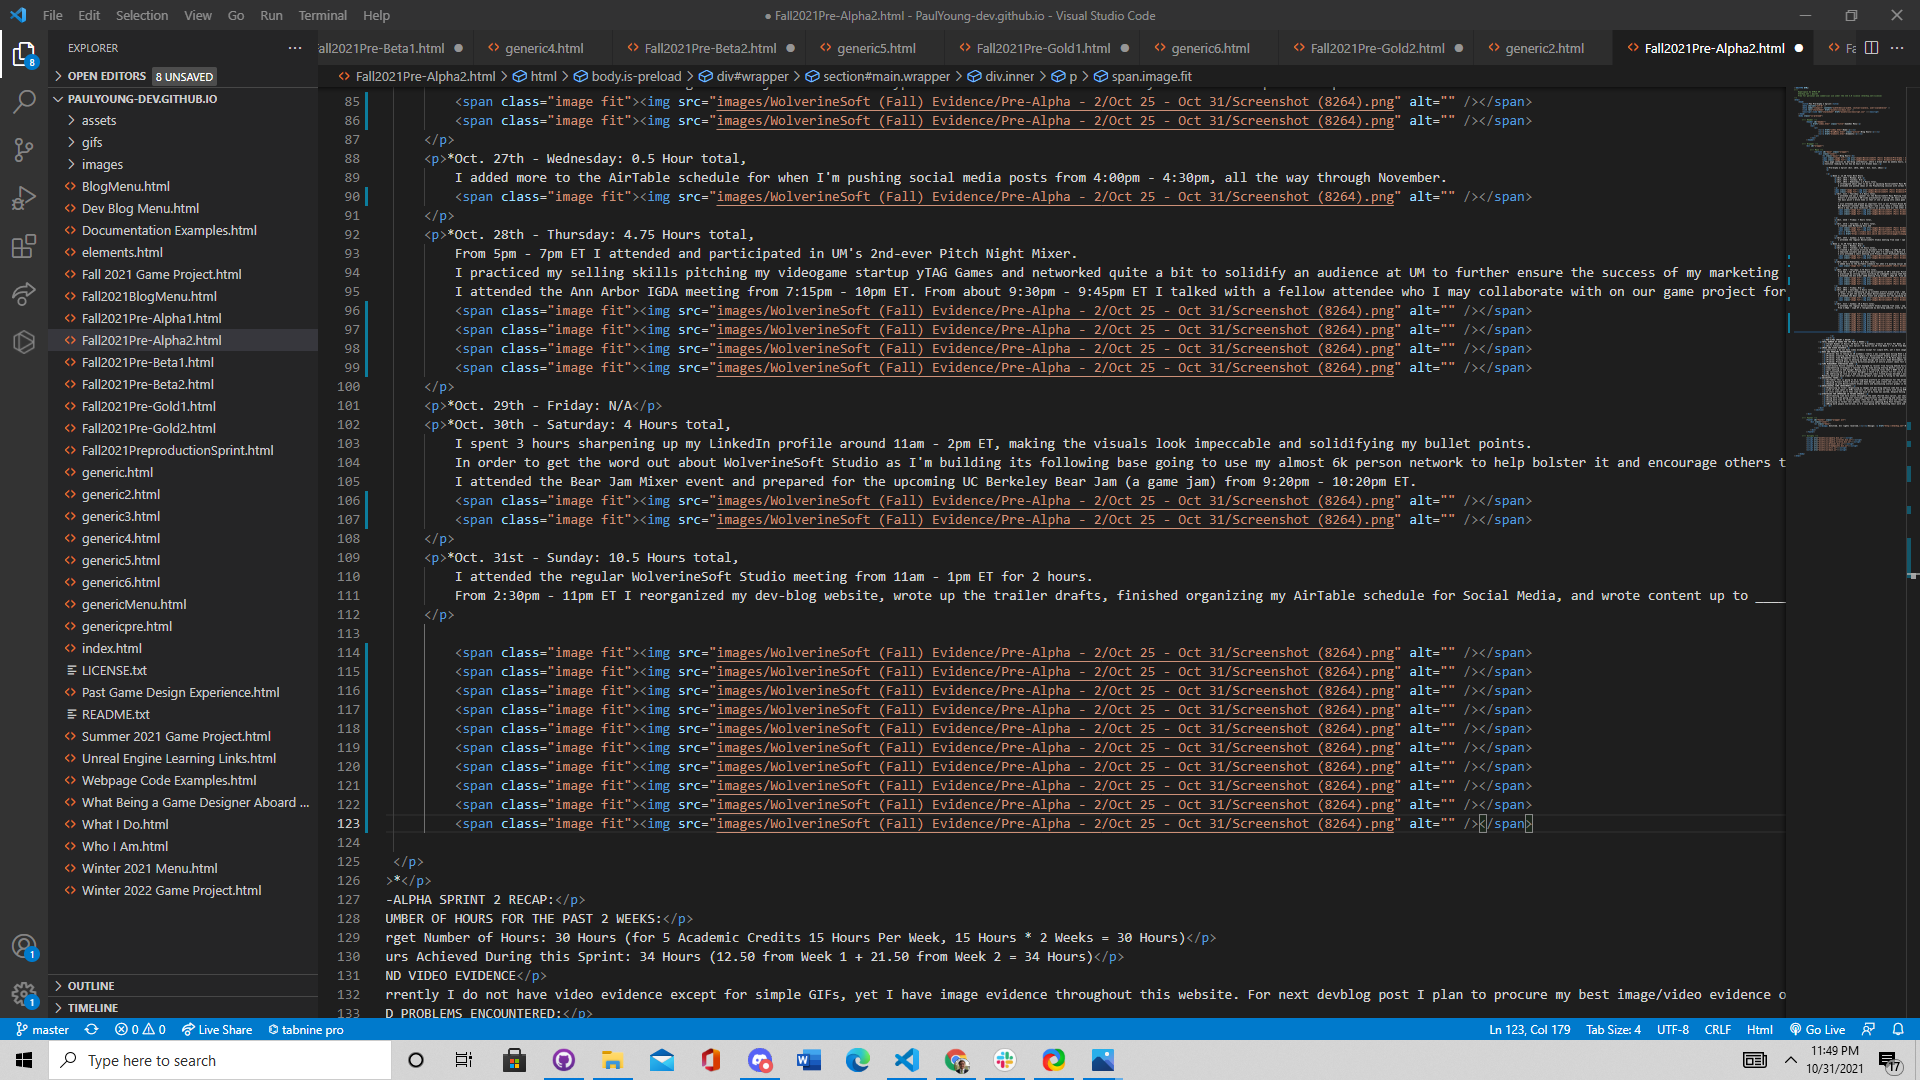 File Edit Selection View Go Run Terminal Help
● Fall2021Pre-Alpha2.html - PaulYoung-dev.github.io - Visual Studio Code
EXPLORER
all2021Pre-Beta1.html
generic4.html
Fall2021Pre-Beta2.html
generic5.html
Fall2021Pre-Gold1.html
generic6.html
Fall2021Pre-Gold2.html
generic2.html
Fall2021Pre-Alpha2.html
Fa
Fall2021Pre-Alpha2.html > html > body.is-preload > div#wrapper > section#main.wrapper > div.inner > p > span.image.fit
OPEN EDITORS 8 UNSAVED
PAULYOUNG-DEV.GITHUB.IO
assets
gifs
images
BlogMenu.html
Dev Blog Menu.html
Documentation Examples.html
elements.html
Fall 2021 Game Project.html
Fall2021BlogMenu.html
Fall2021Pre-Alpha1.html
Fall2021Pre-Alpha2.html
Fall2021Pre-Beta1.html
Fall2021Pre-Beta2.html
Fall2021Pre-Gold1.html
Fall2021Pre-Gold2.html
Fall2021PreproductionSprint.html
generic.html
generic2.html
generic3.html
generic4.html
generic5.html
generic6.html
genericMenu.html
genericpre.html
index.html
LICENSE.txt
Past Game Design Experience.html
README.txt
Summer 2021 Game Project.html
Unreal Engine Learning Links.html
Webpage Code Examples.html
What Being a Game Designer Aboard ...
What I Do.html
Who I Am.html
Winter 2021 Menu.html
Winter 2022 Game Project.html
OUTLINE
TIMELINE
85 <span class="image fit"><img src="images/WolverineSoft (Fall) Evidence/Pre-Alpha - 2/Oct 25 - Oct 31/Screenshot (8264).png" alt="" /></span>
86 <span class="image fit"><img src="images/WolverineSoft (Fall) Evidence/Pre-Alpha - 2/Oct 25 - Oct 31/Screenshot (8264).png" alt="" /></span>
87 </p>
88 <p>*Oct. 27th - Wednesday: 0.5 Hour total,
89 I added more to the AirTable schedule for when I'm pushing social media posts from 4:00pm - 4:30pm, all the way through November.
90 <span class="image fit"><img src="images/WolverineSoft (Fall) Evidence/Pre-Alpha - 2/Oct 25 - Oct 31/Screenshot (8264).png" alt="" /></span>
91 </p>
92 <p>*Oct. 28th - Thursday: 4.75 Hours total,
93 From 5pm - 7pm ET I attended and participated in UM's 2nd-ever Pitch Night Mixer.
94 I practiced my selling skills pitching my videogame startup yTAG Games and networked quite a bit to solidify an audience at UM to further ensure the success of my marketing
95 I attended the Ann Arbor IGDA meeting from 7:15pm - 10pm ET. From about 9:30pm - 9:45pm ET I talked with a fellow attendee who I may collaborate with on our game project for
96 <span class="image fit"><img src="images/WolverineSoft (Fall) Evidence/Pre-Alpha - 2/Oct 25 - Oct 31/Screenshot (8264).png" alt="" /></span>
97 <span class="image fit"><img src="images/WolverineSoft (Fall) Evidence/Pre-Alpha - 2/Oct 25 - Oct 31/Screenshot (8264).png" alt="" /></span>
98 <span class="image fit"><img src="images/WolverineSoft (Fall) Evidence/Pre-Alpha - 2/Oct 25 - Oct 31/Screenshot (8264).png" alt="" /></span>
99 <span class="image fit"><img src="images/WolverineSoft (Fall) Evidence/Pre-Alpha - 2/Oct 25 - Oct 31/Screenshot (8264).png" alt="" /></span>
100 </p>
101 <p>*Oct. 29th - Friday: N/A</p>
102 <p>*Oct. 30th - Saturday: 4 Hours total,
103 I spent 3 hours sharpening up my LinkedIn profile around 11am - 2pm ET, making the visuals look impeccable and solidifying my bullet points.
104 In order to get the word out about WolverineSoft Studio as I'm building its following base going to use my almost 6k person network to help bolster it and encourage others t
105 I attended the Bear Jam Mixer event and prepared for the upcoming UC Berkeley Bear Jam (a game jam) from 9:20pm - 10:20pm ET.
106 <span class="image fit"><img src="images/WolverineSoft (Fall) Evidence/Pre-Alpha - 2/Oct 25 - Oct 31/Screenshot (8264).png" alt="" /></span>
107 <span class="image fit"><img src="images/WolverineSoft (Fall) Evidence/Pre-Alpha - 2/Oct 25 - Oct 31/Screenshot (8264).png" alt="" /></span>
108 </p>
109 <p>*Oct. 31st - Sunday: 10.5 Hours total,
110 I attended the regular WolverineSoft Studio meeting from 11am - 1pm ET for 2 hours.
111 From 2:30pm - 11pm ET I reorganized my dev-blog website, wrote up the trailer drafts, finished organizing my AirTable schedule for Social Media, and wrote content up to ____
112 </p>
113
114 <span class="image fit"><img src="images/WolverineSoft (Fall) Evidence/Pre-Alpha - 2/Oct 25 - Oct 31/Screenshot (8264).png" alt="" /></span>
115 <span class="image fit"><img src="images/WolverineSoft (Fall) Evidence/Pre-Alpha - 2/Oct 25 - Oct 31/Screenshot (8264).png" alt="" /></span>
116 <span class="image fit"><img src="images/WolverineSoft (Fall) Evidence/Pre-Alpha - 2/Oct 25 - Oct 31/Screenshot (8264).png" alt="" /></span>
117 <span class="image fit"><img src="images/WolverineSoft (Fall) Evidence/Pre-Alpha - 2/Oct 25 - Oct 31/Screenshot (8264).png" alt="" /></span>
118 <span class="image fit"><img src="images/WolverineSoft (Fall) Evidence/Pre-Alpha - 2/Oct 25 - Oct 31/Screenshot (8264).png" alt="" /></span>
119 <span class="image fit"><img src="images/WolverineSoft (Fall) Evidence/Pre-Alpha - 2/Oct 25 - Oct 31/Screenshot (8264).png" alt="" /></span>
120 <span class="image fit"><img src="images/WolverineSoft (Fall) Evidence/Pre-Alpha - 2/Oct 25 - Oct 31/Screenshot (8264).png" alt="" /></span>
121 <span class="image fit"><img src="images/WolverineSoft (Fall) Evidence/Pre-Alpha - 2/Oct 25 - Oct 31/Screenshot (8264).png" alt="" /></span>
122 <span class="image fit"><img src="images/WolverineSoft (Fall) Evidence/Pre-Alpha - 2/Oct 25 - Oct 31/Screenshot (8264).png" alt="" /></span>
123 <span class="image fit"><img src="images/WolverineSoft (Fall) Evidence/Pre-Alpha - 2/Oct 25 - Oct 31/Screenshot (8264).png" alt="" /></span>
124
125 </p>
126 >*</p>
127 -ALPHA SPRINT 2 RECAP:</p>
128 UMBER OF HOURS FOR THE PAST 2 WEEKS:</p>
129 rget Number of Hours: 30 Hours (for 5 Academic Credits 15 Hours Per Week, 15 Hours * 2 Weeks = 30 Hours)</p>
130 urs Achieved During this Sprint: 34 Hours (12.50 from Week 1 + 21.50 from Week 2 = 34 Hours)</p>
131 ND VIDEO EVIDENCE</p>
132 rrently I do not have video evidence except for simple GIFs, yet I have image evidence throughout this website. For next devblog post I plan to procure my best image/video evidence o
133 D PROBLEMS ENCOUNTERED:</p>
8
1
1
master
0 0
Live Share
tabnine pro
Ln 123, Col 179
Tab Size: 4
UTF-8
CRLF
Html
Go Live
Type here to search
11:49 PM
10/31/2021
17